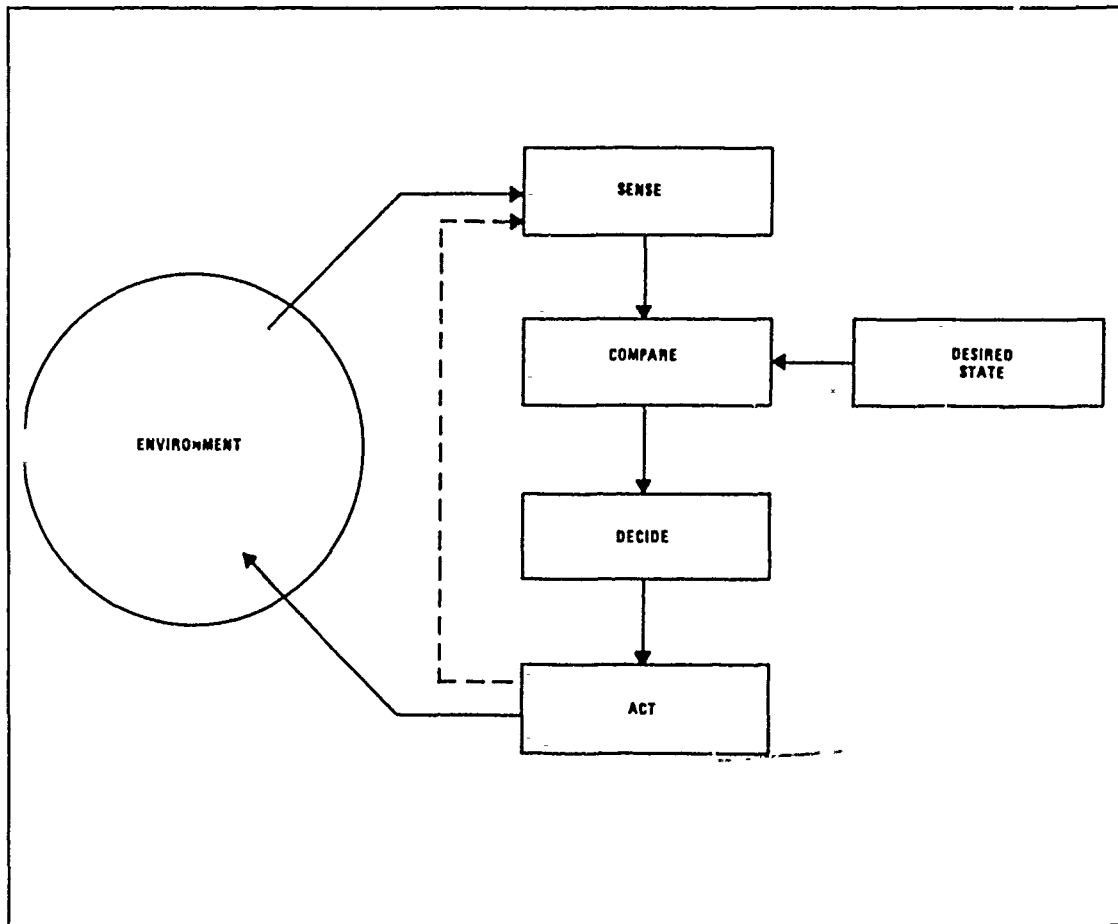 SENSE
COMPARE
DESIRED
STATE
ENVIRONMENT
DECIDE
ACT